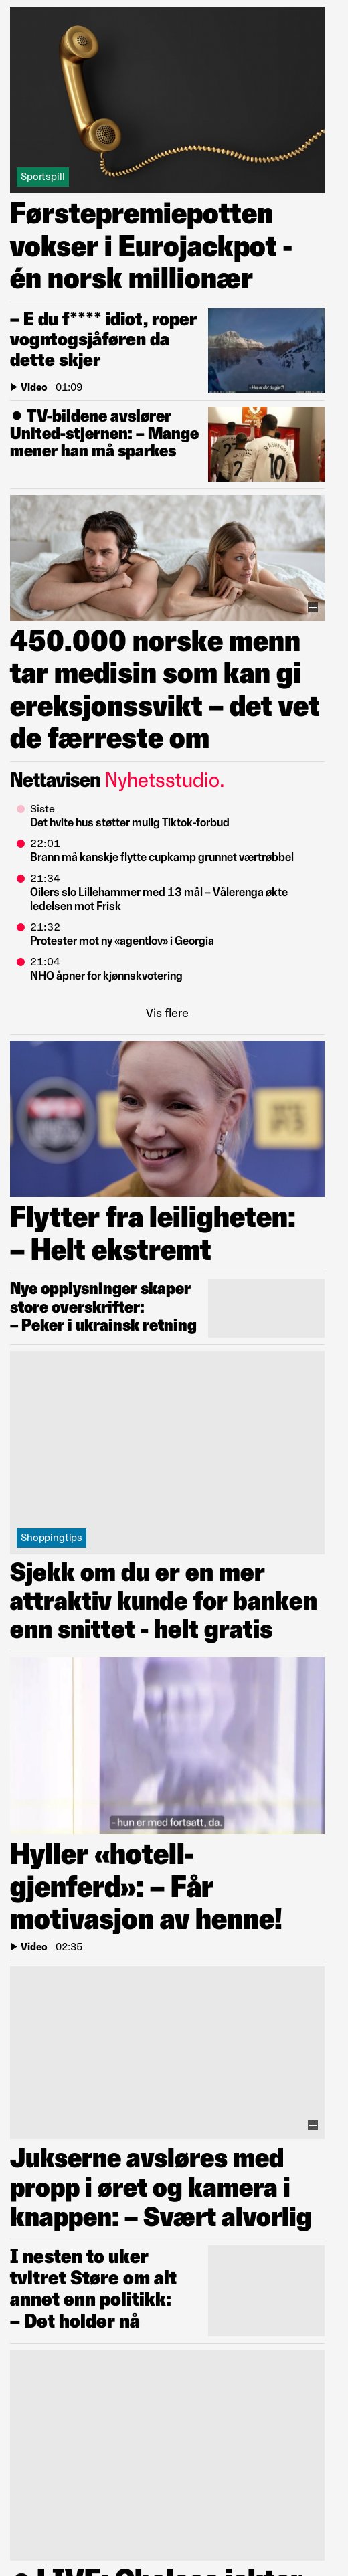 Sportspill
Førstepremiepotten
vokser i Eurojackpot -
én norsk millionær
– E du f**** idiot, roper
vogntogsjåføren da
dette skjer
Video | 01:09
TV-bildene avslører
United-stjernen: – Mange
mener han må sparkes
450.000 norske menn
tar medisin som kan gi
ereksjonssvikt – det vet
de færreste om
Nettavisen Nyhetsstudio.
Siste
Det hvite hus støtter mulig Tiktok-forbud
22:01
Brann må kanskje flytte cupkamp grunnet værtrøbbel
21:34
Oilers slo Lillehammer med 13 mål – Vålerenga økte
ledelsen mot Frisk
21:32
Protester mot ny «agentlov» i Georgia
21:04
NHO åpner for kjønnskvotering
Vis flere
Flytter fra leiligheten:
– Helt ekstremt
Nye opplysninger skaper
store overskrifter:
– Peker i ukrainsk retning
Shoppingtips
Sjekk om du er en mer
attraktiv kunde for banken
enn snittet - helt gratis
- hun er med fortsatt, da.
Hyller «hotell-
gjenferd»: – Får
motivasjon av henne!
Video | 02:35
Jukserne avsløres med
propp i øret og kamera i
knappen: – Svært alvorlig
I nesten to uker
tvitret Støre om alt
annet enn politikk:
– Det holder nå